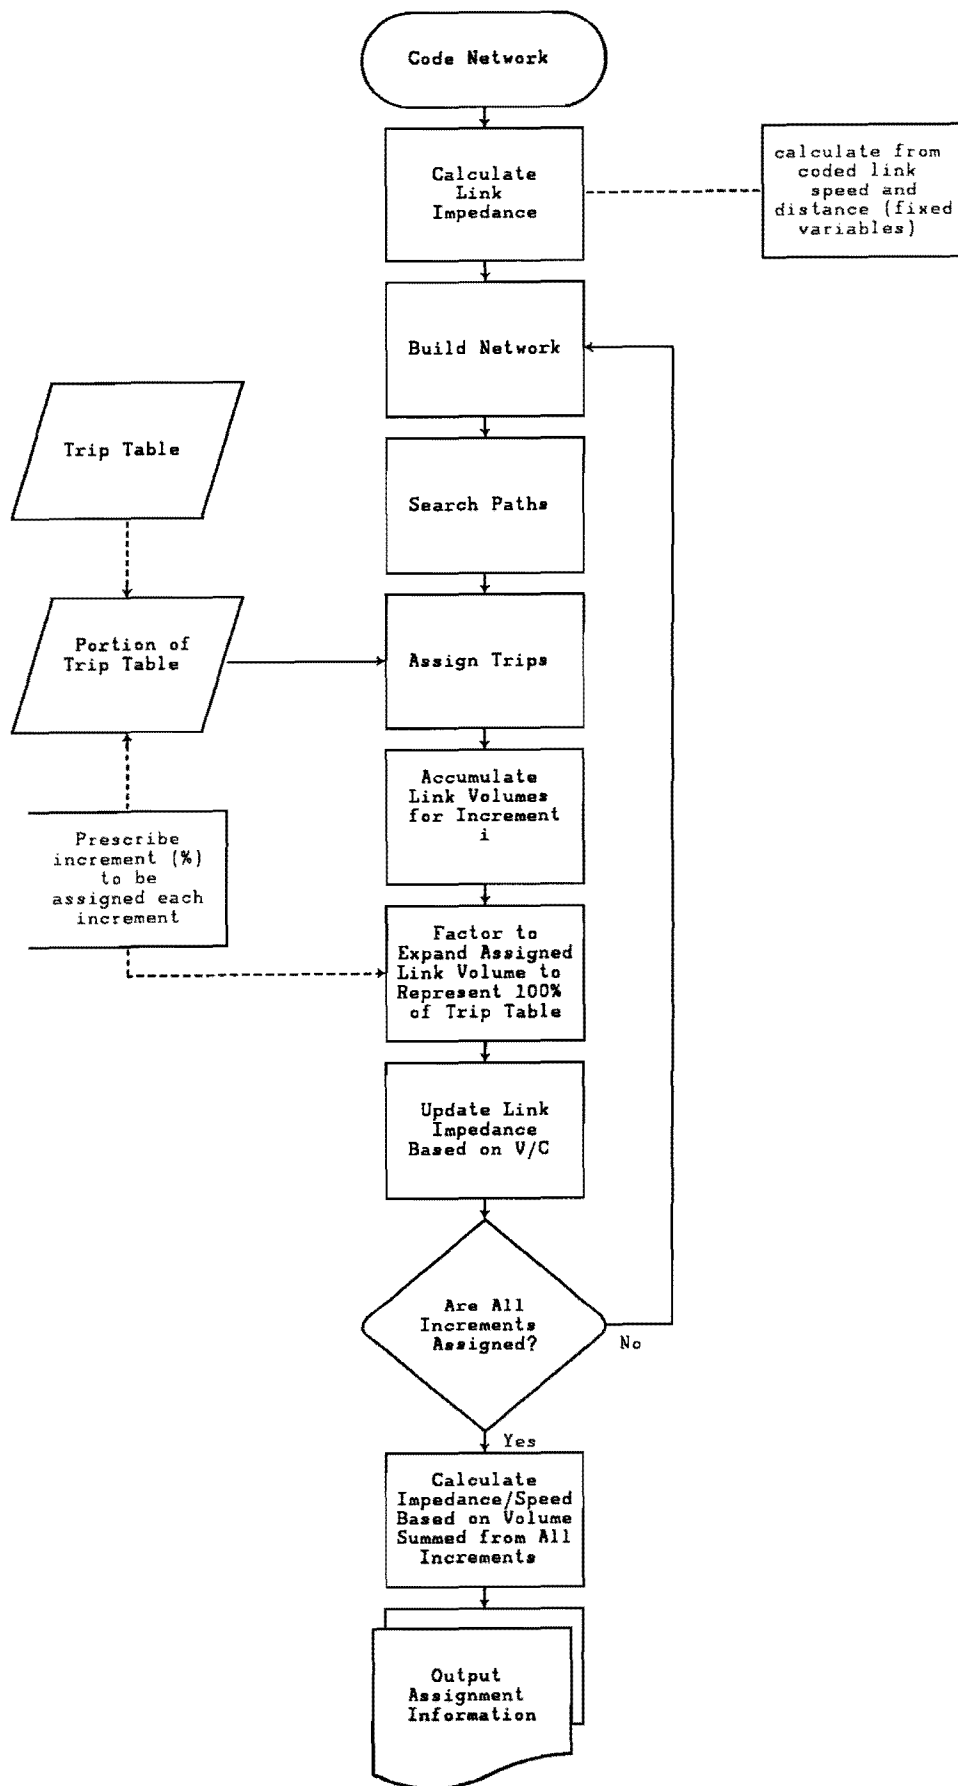 Code Network
Calculate
Link
Impedance
calculate from
coded link
speed and
distance (fixed
variables)
Build Network
Trip Table
Search Paths
Portion of
Trip Table
Assign Trips
Accumulate
Link Volumes
for Increment
i
Prescribe
increment (%)
to be
assigned each
increment
Factor to
Expand Assigned
Link Volume to
Represent 100%
of Trip Table
Update Link
Impedance
Based on V/C
Are All
Increments
Assigned?
No
Yes
Calculate
Impedance/Speed
Based on Volume
Summed from All
Increments
Output
Assignment
Information